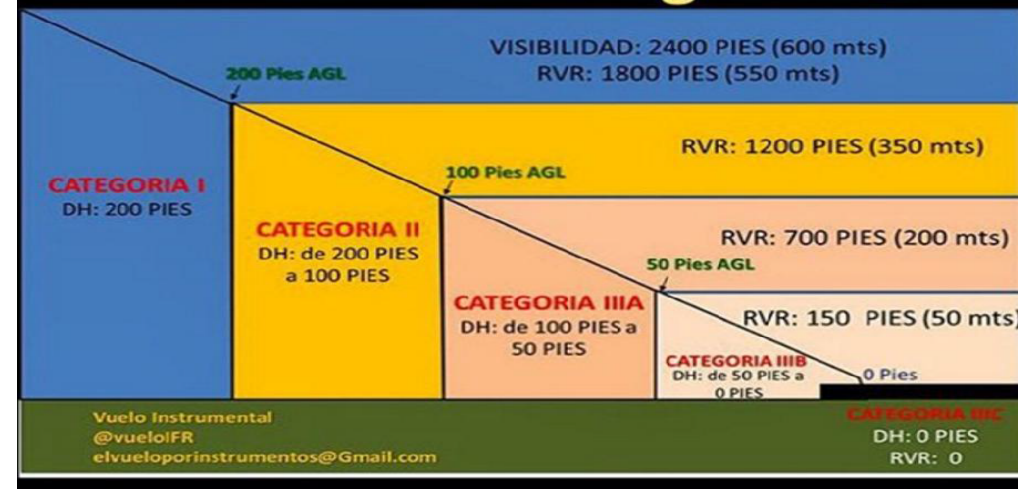 VISIBILIDAD: 2400 PIES (600 mts)
RVR: 1800 PIES (550 mts)
200 Pies AGL
RVR: 1200 PIES (350 mts)
100 Pies AGL
CATEGORIA I
DH: 200 PIES
CATEGORIA II
DH: de 200 PIES
a 100 PIES
RVR: 700 PIES (200 mts)
50 Pies AGL
CATEGORIA IIIA
DH: de 100 PIES a
50 PIES
RVR: 150 PIES (50 mts)
CATEGORIA IIIB
DH: de 50 PIES a
0 PIES
0 Pies
CATEGORIA IIIC
DH: 0 PIES
RVR: 0
Vuelo Instrumental
@vueloIFR
elvueloporinstrumentos@Gmail.com